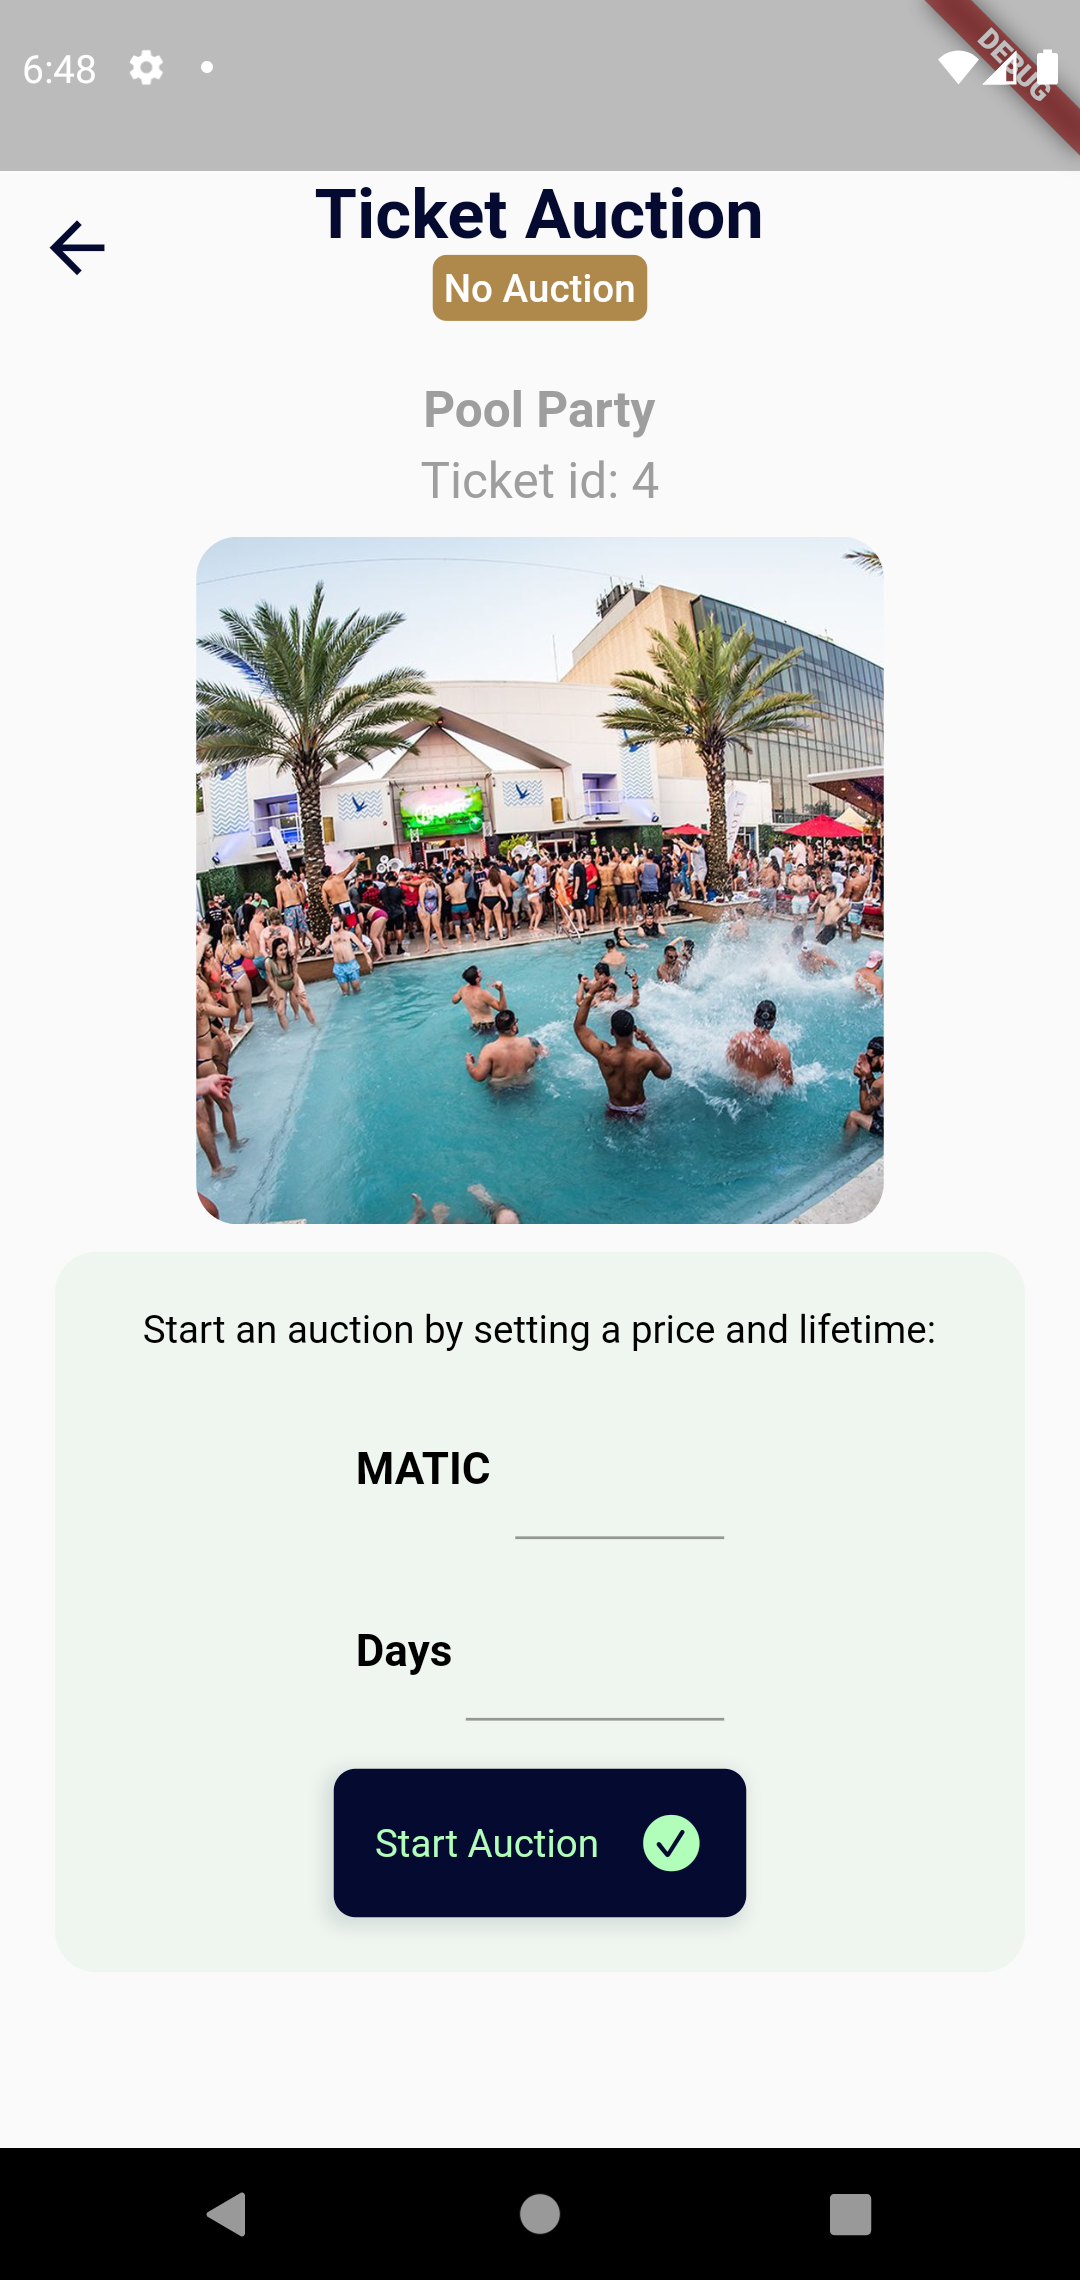 6:48
DEBUG
Ticket Auction
No Auction
Pool Party
Ticket id: 4
Start an auction by setting a price and lifetime:
MATIC
Days
Start Auction